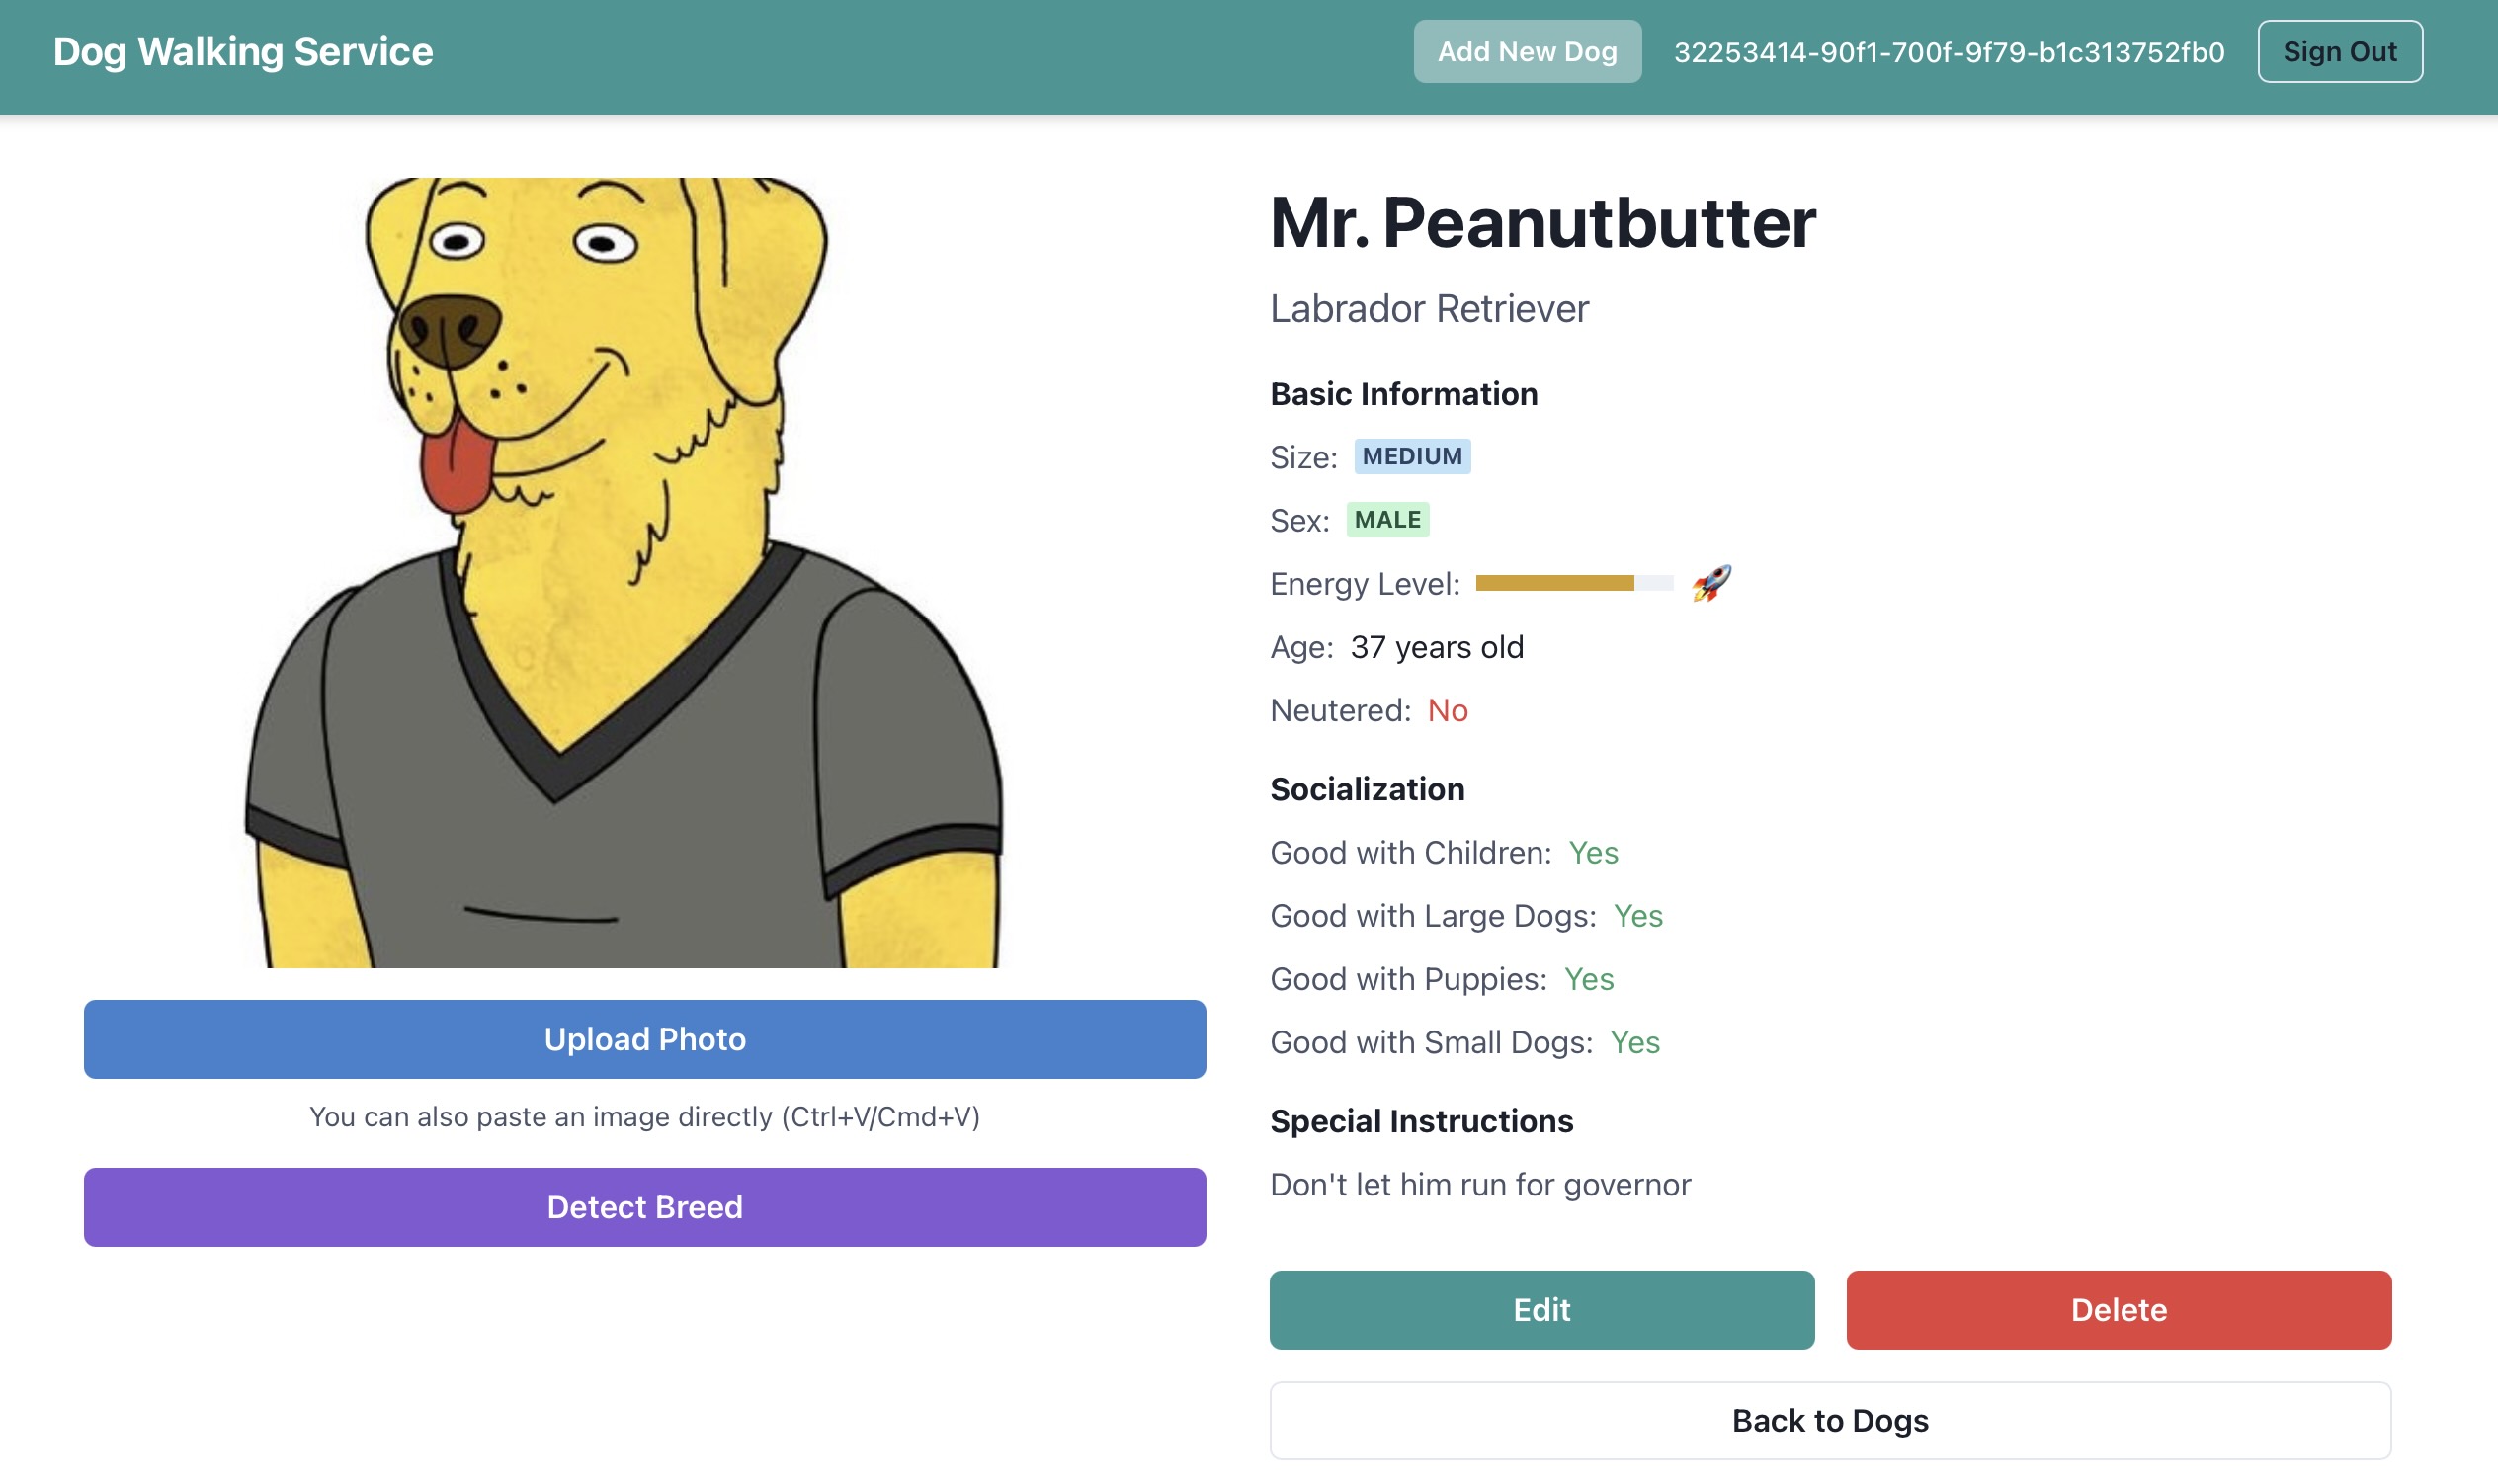 Dog Walking Service
Add New Dog
32253414-90f1-700f-9f79-b1c313752fb0
Sign Out
Mr. Peanutbutter
Labrador Retriever
Basic Information
Size: MEDIUM
Sex: MALE
Energy Level: 🚀
Age: 37 years old
Neutered: No
Socialization
Good with Children: Yes
Good with Large Dogs: Yes
Good with Puppies: Yes
Good with Small Dogs: Yes
Special Instructions
Don't let him run for governor
Upload Photo
You can also paste an image directly (Ctrl+V/Cmd+V)
Detect Breed
Edit
Delete
Back to Dogs